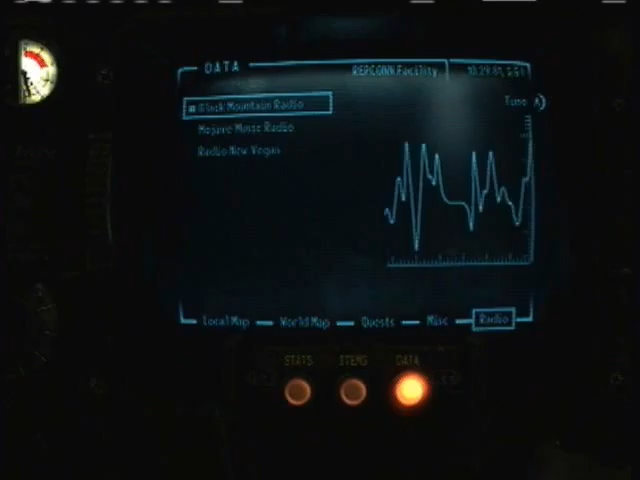 DATA
REPCONN Facility
Tune A)
Black Mountain Radio
Mojave Music Radio
Radio New Vegas
Local Map
World Map
Quests
Misc
Radio
STATS
ITEMS
DATA